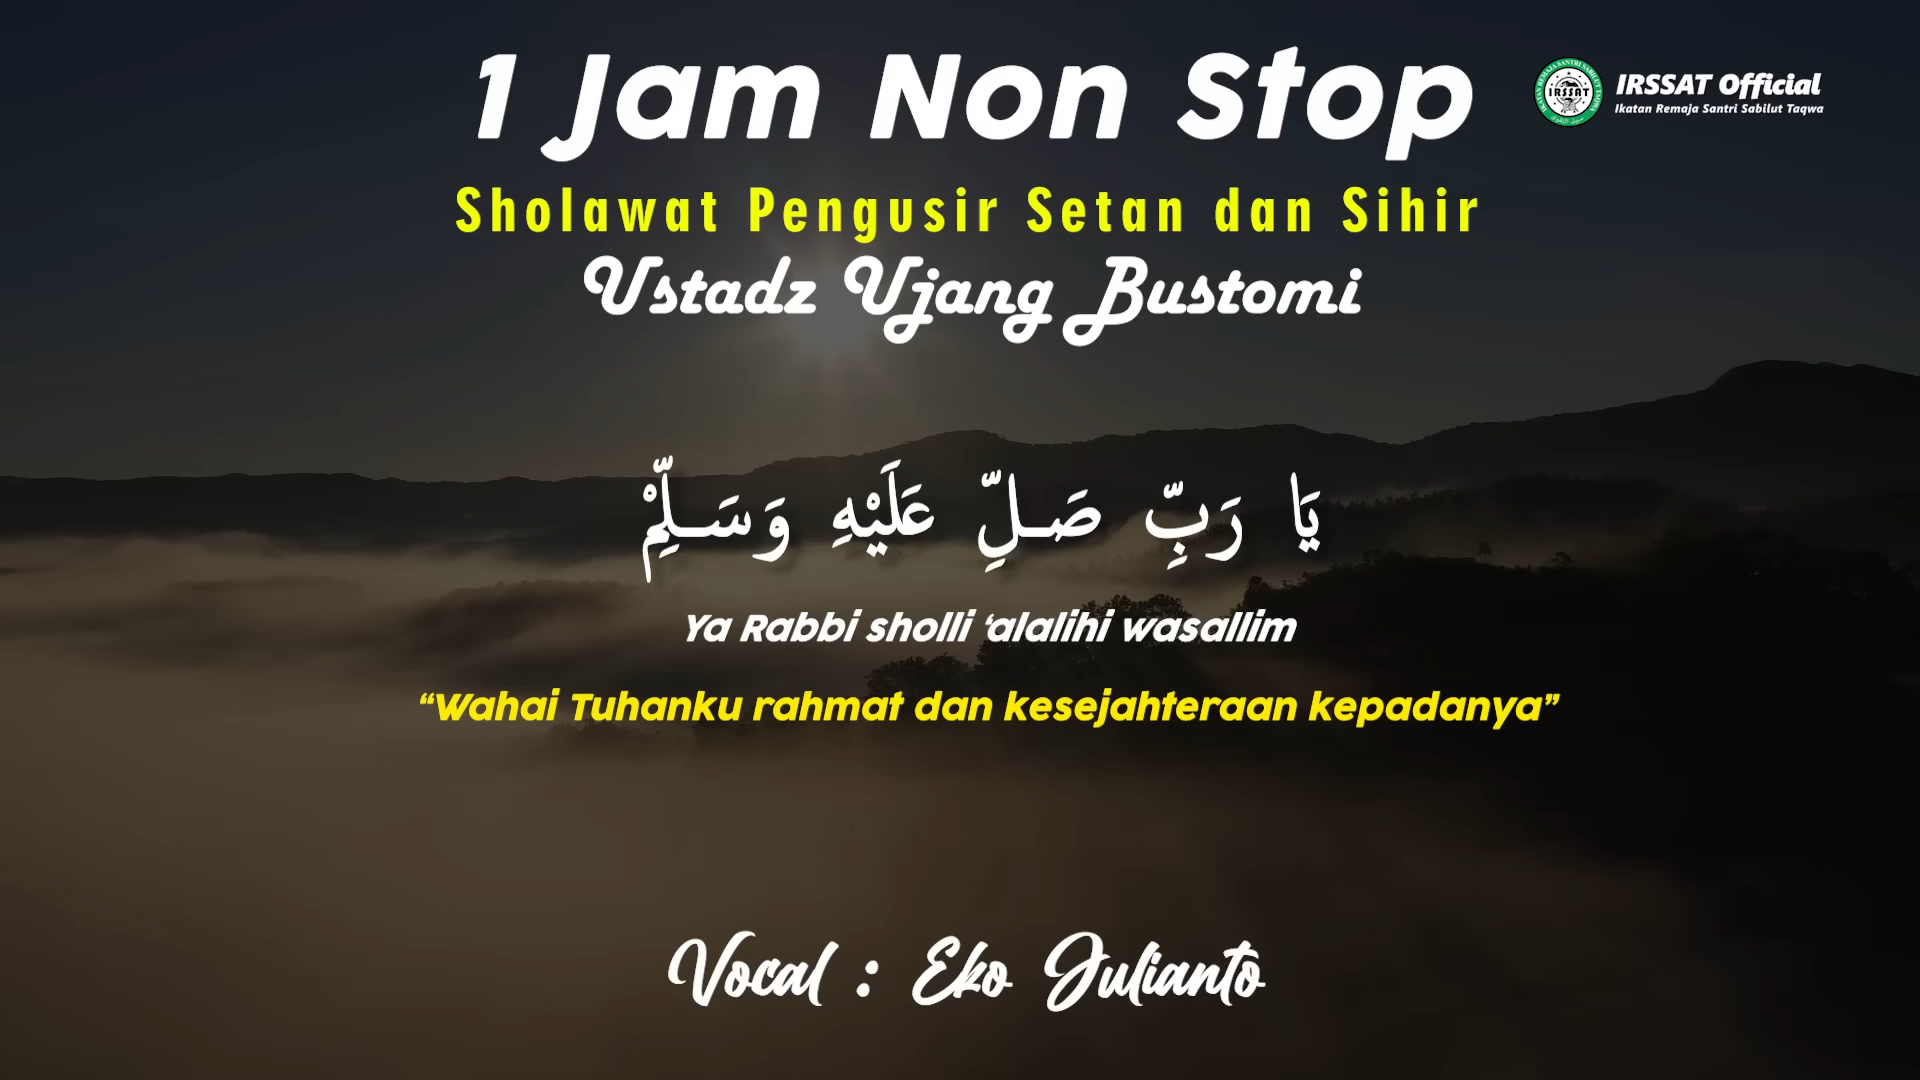 1 Jam Non Stop
IRSSAT
IRSSAT Official
Ikatan Remaja Santri Sabilut Taqwa
Sholawat Pengusir Setan dan Sihir
Ustadz Ujang Bustomi
يَا رَبِّ صَلِّ عَلَيْهِ وَسَلِّمْ
Ya Rabbi sholli ‘alalihi wasallim
“Wahai Tuhanku rahmat dan kesejahteraan kepadanya”
Vocal : Eko Julianto